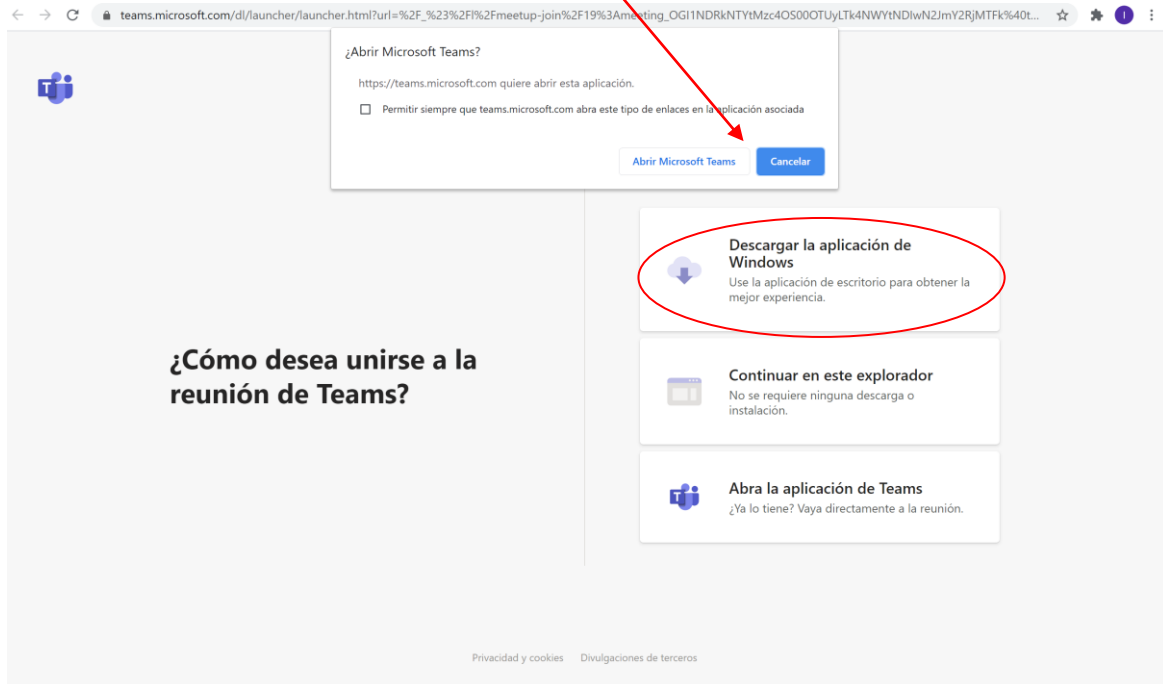 teams.microsoft.com/dl/launcher/launcher.html?url=%2F_%23%2Fl%2Fmeetup-join%2F19%3Ameeting_OGI1NDRkNTYtMzc4OS00OTUyLTk4NWYtNDIwN2JmY2RjMTFk%40t...
I
¿Abrir Microsoft Teams?
https://teams.microsoft.com quiere abrir esta aplicación.
Permitir siempre que teams.microsoft.com abra este tipo de enlaces en la aplicación asociada
Abrir Microsoft Teams
Cancelar
Descargar la aplicación de
Windows
Use la aplicación de escritorio para obtener la
mejor experiencia.
¿Cómo desea unirse a la
reunión de Teams?
Continuar en este explorador
No se requiere ninguna descarga o
instalación.
Abra la aplicación de Teams
¿Ya lo tiene? Vaya directamente a la reunión.
Privacidad y cookies
Divulgaciones de terceros